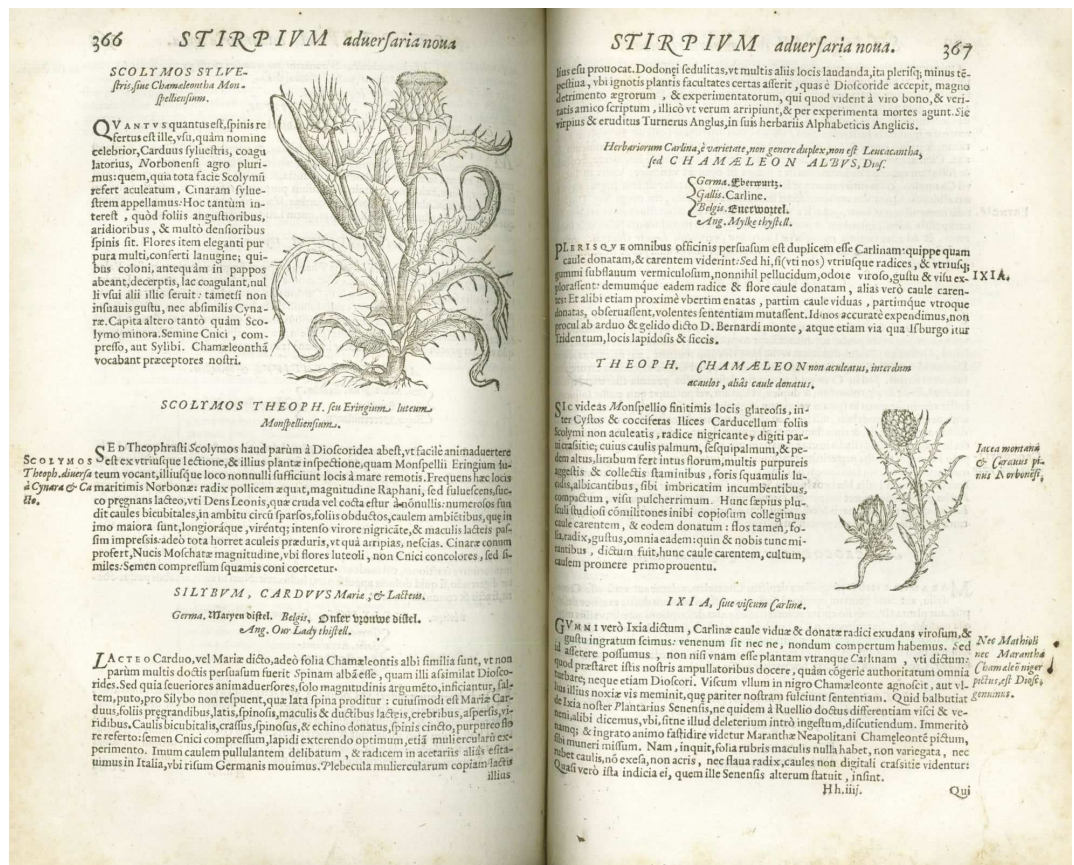 366 STIRPIVM aduerſaria noua
SCOLYMOS SYLVE-
ſtris, ſiue Chamæleontha Mon-
ſpellienſium.
QVANTVS quantus eſt, ſpinis re
fertus eſt ille, vſu, quàm nomine
celebrior, Carduus ſylueſtris, coagu
latorius, Norbonenſi agro pluri-
mus: quem, quia tota facie Scolymū
refert aculeatum, Cinaram ſylue-
ſtrem appellamus. Hoc tantùm in-
tereſt, quòd foliis anguſtioribus,
aridioribus, & multò denſioribus
ſpinis ſit. Flores item eleganti pur
pura multi, conferti lanugine; qui-
bus coloni, antequàm in pappos
abeant, decerptis, lac coagulant, nul
li vſui alii illic ſeruit: tametſi non
inſuauis guſtu, nec abſimilis Cyna-
ræ. Capita altero tantò quàm Sco-
lymo minora. Semine Cnici, com-
preſſo, aut Sylibi. Chamæleonthā
vocabant præceptores noſtri.
SCOLYMOS THEOPH. ſeu Eringium luteum
Monſpellienſium.
SED Theophraſti Scolymos haud parùm à Dioſcoridea abeſt, vt facilè animaduertere
eſt ex vtriuſque lectione, & illius plantæ inſpectione, quam Monſpellii Eringium lu-
teum vocant, illiuſque loco nonnulli ſufficiunt locis à mare remotis. Frequens hæc locis
maritimis Norbonæ: radix pollicem æquat, magnitudine Raphani, ſed fulueſcens, ſuc-
co pregnans lacteo, vti Dens Leonis, quæ cruda vel cocta eſtur à nónullis: numeroſos fun
dit caules bicubitales, in ambitu circū ſparſos, foliis obductos, caulem ambiētibus, quę in
imo maiora ſunt, longioráque, virentq; intenſo virore nigricāte, & maculis lacteis paſ-
ſim impreſſis: adeò tota horret aculeis præduris, vt quà arripias, neſcias. Cinaræ conum
profert, Nucis Moſchatæ magnitudine, vbi flores luteoli, non Cnici concolores, ſed ſi-
miles: Semen compreſſum ſquamis coni coercetur.
SCOLYMOS
Theoph. diuerſa
à Cynara & Ca
cto.
SILYBVM, CARDVVS Mariæ, & Lacteus.
Germa. Maryen diſtel. Belgis. Onſer vrouwe diſtel.
Ang. Our Lady thiſtell.
LACTEO Carduo, vel Mariæ dicto, adeò folia Chamæleontis albi ſimilia ſunt, vt non
parùm multis doctis perſuaſum fuerit Spinam albā eſſe, quam illi aſſimilat Dioſco-
rides. Sed quia ſeueriores animaduerſores, ſolo magnitudinis argumēto, inficiantur, ſal-
tem, puto, pro Silybo non reſpuent, quæ lata ſpina proditur: cuiuſmodi eſt Mariæ Car-
duus, foliis prægrandibus, latis, ſpinoſis, maculis & ductibus lacteis, crebribus, aſperſis, vi-
ridibus. Caulis bicubitalis, craſſus, ſpinoſus, & echino donatus, ſpinis cincto, purpureo flo
re referto: ſemen Cnici compreſſum, lapidi exterendo optimum, etiā muliercularū ex-
perimento. Imum caulem pullulantem delibatum, & radicem in acetariis aliàs eſita-
uimus in Italia, vbi riſum Germanis mouimus. Plebecula muliercularum copiam lactis
illius
STIRPIVM aduerſaria noua. 367
lius eſu prouocat. Dodonęi ſedulitas, vt multis aliis locis laudanda, ita pleriſq; minus tē-
peſtiua, vbi ignotis plantis facultates certas aſſerit, quas è Dioſcoride accepit, magno
detrimento ægrorum, & experimentatorum, qui quod vident à viro bono, & veri-
tatis amico ſcriptum, illicò vt verum arripiunt, & per experimenta mortes agunt. Sic
virpius & eruditus Turnerus Anglus, in ſuis herbariis Alphabeticis Anglicis.
Herbariorum Carlina, è varietate, non genere duplex, non eſt Leucacantha,
ſed CHAMÆLEON ALBVS, Dioſ.
Germa. Eberwurtz.
Gallis. Carline.
Belgis. Euerwortel.
Ang. Mylke thyſtill.
PLERISQVE omnibus officinis perſuaſum eſt duplicem eſſe Carlinam: quippe quam
caule donatam, & carentem viderint: Sed hi, ſi (vti nos) vtriuſque radices, & vtriuſq;
gummi ſubflauum vermiculoſum, nonnihil pellucidum, odore viroſo, guſtu & viſu ex-
ploraſſent: demumque eadem radice & flore caule donatam, alias verò caule caren-
tes: Et alibi etiam proximè vbertim enatas, partim caule viduas, partimque vtroque
donatas, obſeruaſſent, volentes ſententiam mutaſſent. Id nos accuratè expendimus, non
procul ab arduo & gelido dicto D. Bernardi monte, atque etiam via qua Iſburgo itur
Tridentum, locis lapidoſis & ſiccis.
IXIA.
THEOPH. CHAMÆLEON non aculeatus, interdum
acaulos, aliàs caule donatus.
SIC videas Monſpellio finitimis locis glareoſis, in-
ter Cyſtos & cocciferas Ilices Carducellum foliis
Scolymi non aculeatis, radice nigricante, digiti par-
ui craſſitie; cuius caulis palmum, ſeſquipalmum, & pe-
dem altus, limbum fert intus florum, multis purpureis
aggeſtis & collectis ſtaminibus, foris ſquamulis lu-
cidis, albicantibus, ſibi imbricatim incumbentibus,
compactum, viſu pulcherrimum. Hunc ſæpius plu-
ſculi ſtudioſi cōmilitones inibi copioſum collegimus
caule carentem, & eodem donatum: flos tamen, fo-
lia, radix, guſtus, omnia eadem: quin & nobis tunc mi-
rantibus, dictum fuit, hunc caule carentem, cultum,
caulem promere primo prouentu.
Iacea montana
& Carduus pi-
nus Norbonenſ.
IXIA, ſiue viſcum Carlinæ.
GVMMI verò Ixia dictum, Carlinæ caule viduæ & donatæ radici exudans viroſum, &
guſtu ingratum ſcimus: venenum ſit nec ne, nondum compertum habemus. Sed
id aſſerere poſſumus, non niſi vnam eſſe plantam vtranque Carlinam, vti dictum:
quod præſtaret iſtis noſtris ampullatoribus docere, quàm cōgerie authoritatum omnia
turbare; neque etiam Dioſcori. Viſcum vllum in nigro Chamæleonte agnoſcit, aut vl-
lius illius noxiæ vis meminit, que pariter noſtram fulciunt ſententiam. Quid balbutiat
de Ixia noſter Plantarius Senenſis, ne quidem à Ruellio doctus differentiam viſci & ve-
neni, alibi dicemus, vbi, ſitne illud deleterium intrò ingeſtum, diſcutiendum. Immeritò
namq; & ingrato animo faſtidire videtur Maranthæ Neapolitani Chamęleontē pictum,
ſibi muneri miſſum. Nam, inquit, folia rubris maculis nulla habet, non variegata, nec
rubet caulis, nō exeſa, non acris, nec flaua radix, caules non digitali craſſitie videntur:
Quaſi verò iſta indicia ei, quem ille Senenſis alterum ſtatuit, inſint.
Nec Mathioli
nec Marantha
Chamæleō niger
pictus, eſt Dioſc.
genuinus.
Hh.iiij. Qui